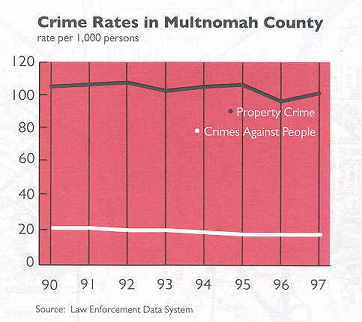 Crime Rates in Multnomah County
rate per 1,000 persons
120
100
80
60
40
20
0
Property Crime
Crimes Against People
90 91 92 93 94 95 96 97
Source: Law Enforcement Data System